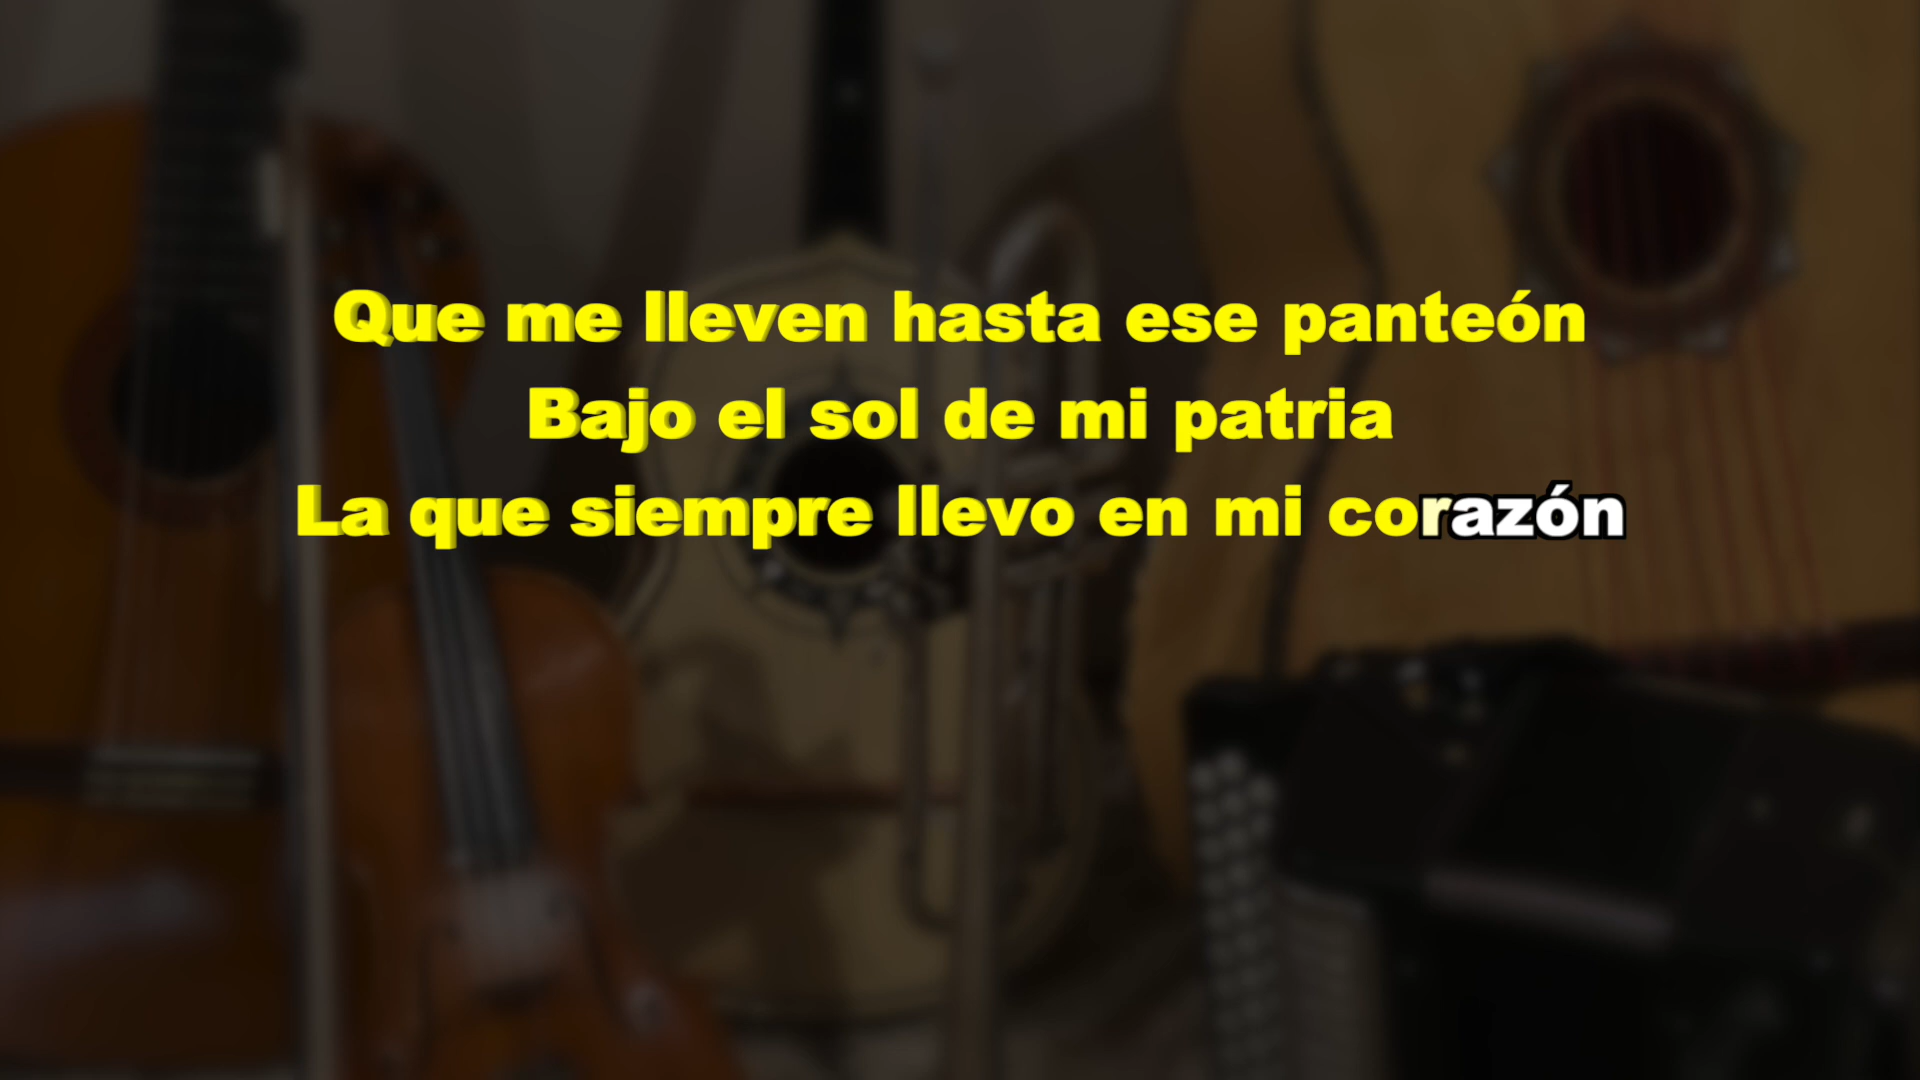 Que me lleven hasta ese panteón
Bajo el sol de mi patria
La que siempre llevo en mi corazón